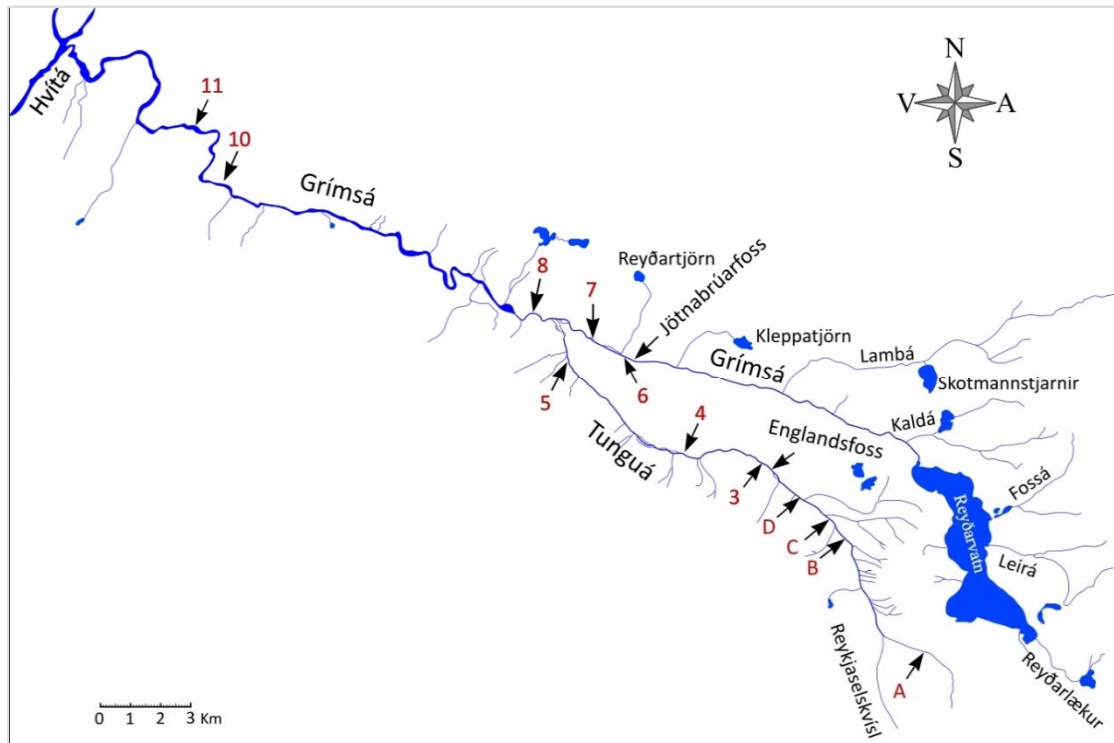 N
V
A
S
Hvítá
11
10
Grímsá
8
7
Reyðartjörn
Jötnabrúarfoss
Kleppatjörn
Grímsá
Lambá
Skotmannstjarnir
Kaldá
6
5
4
Tunguá
Englandsfoss
3
D
C
B
Fossá
Reyðarvatn
Leirá
Reykjaselskvísl
A
Reyðarlækur
0 1 2 3 Km